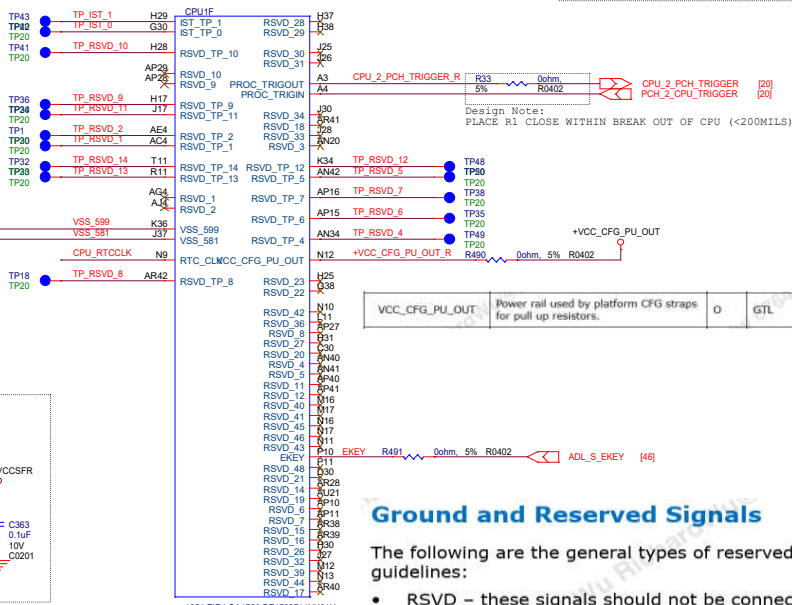 CPU1F
TP43 TP_IST_1 H29 IST_TP_1 RSVD_28 H37
TP_IST_0 G30 IST_TP_0 RSVD_29 H38
TP20
TP41 TP_RSVD_10 H28 RSVD_TP_10 RSVD_30 J25
TP20 RSVD_31 J26
AP29 RSVD_10
AP28 RSVD_9 PROC_TRIGOUT A3 CPU_2_PCH_TRIGGER_R R33 0ohm, CPU_2_PCH_TRIGGER [20]
PROC_TRIGIN A4 5% R0402 PCH_2_CPU_TRIGGER [20]
Design Note:
PLACE R1 CLOSE WITHIN BREAK OUT OF CPU (<200MILS)
TP36 TP_RSVD_9 H17 RSVD_TP_9
TP_RSVD_11 J17 RSVD_TP_11 RSVD_34 J30
TP20 RSVD_18 AR41
TP1 TP_RSVD_2 AE4 RSVD_TP_2 RSVD_33 J28
TP_RSVD_1 AC4 RSVD_TP_1 RSVD_3 AN20
TP20
TP32 TP_RSVD_14 T11 RSVD_TP_14 RSVD_TP_12 K34 TP_RSVD_12 TP48
TP_RSVD_13 R11 RSVD_TP_13 RSVD_TP_5 AN42 TP_RSVD_5
TP20 TP20
AG4 RSVD_1 RSVD_TP_7 AP16 TP_RSVD_7 TP38
AJ4 RSVD_2 TP20
RSVD_TP_6 AP15 TP_RSVD_6 TP35
TP20
VSS_599 K36 VSS_599
VSS_581 J37 VSS_581 RSVD_TP_4 AN34 TP_RSVD_4 TP49
TP20
+VCC_CFG_PU_OUT
CPU_RTCCLK N9 RTC_CLK VCC_CFG_PU_OUT N12 +VCC_CFG_PU_OUT_R R490 0ohm, 5% R0402
TP18 TP_RSVD_8 AR42 RSVD_TP_8 RSVD_23 H25
TP20 RSVD_22 G38
VCC_CFG_PU_OUT Power rail used by platform CFG straps for pull up resistors. O GTL
RSVD_42 N10
RSVD_36 L11
RSVD_8 AP27
RSVD_27 H31
RSVD_20 C30
RSVD_4 AN40
RSVD_5 AN41
RSVD_11 AP40
RSVD_12 AP41
RSVD_40 M16
RSVD_41 M17
RSVD_45 N16
RSVD_46 N17
RSVD_43 N11
EKEY P10 EKEY R491 0ohm, 5% R0402 ADL_S_EKEY [46]
RSVD_48 P11
RSVD_21 D30
RSVD_14 AR28
RSVD_19 AU21
RSVD_6 AP10
RSVD_7 AP11
RSVD_15 AR38
RSVD_16 AR39
RSVD_26 H30
RSVD_32 J27
RSVD_39 M12
RSVD_44 N13
RSVD_17 AR40
VCCSFR
C363
0.1uF
10V
C0201
Ground and Reserved Signals
The following are the general types of reserved
guidelines:
• RSVD – these signals should not be connec